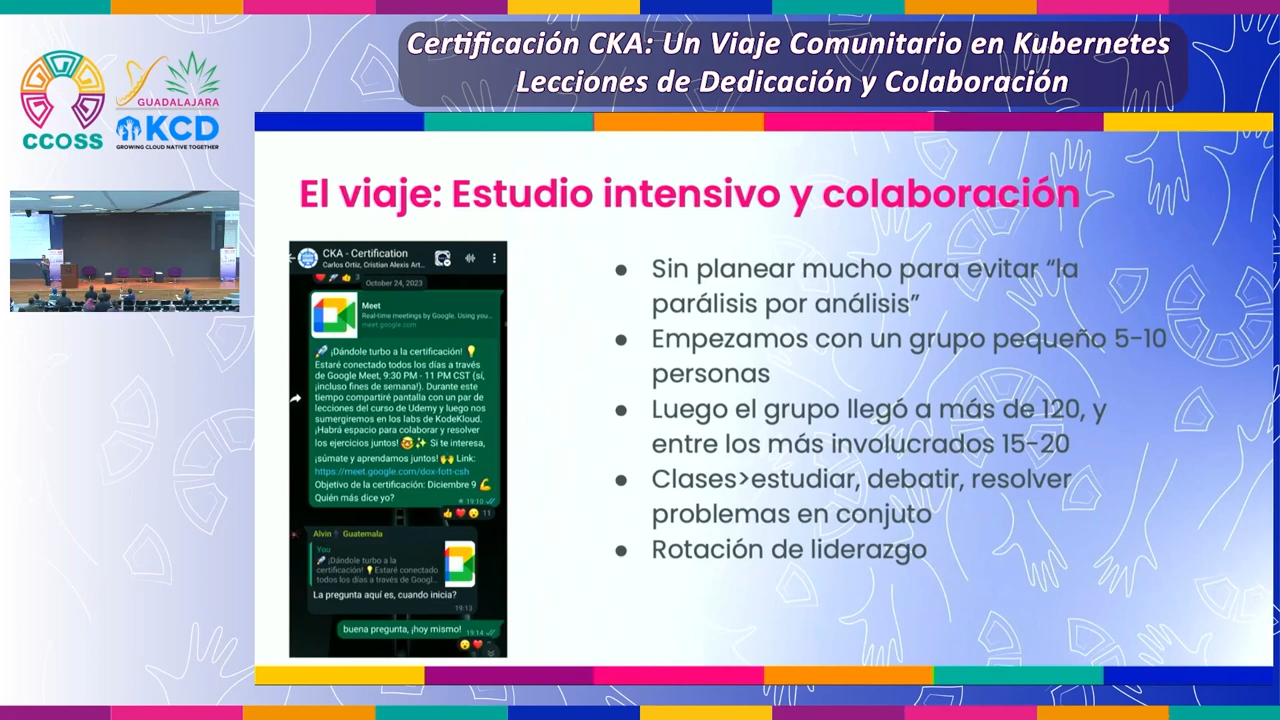 Certificación CKA: Un Viaje Comunitario en Kubernetes
Lecciones de Dedicación y Colaboración
CCOSS
GUADALAJARA
KCD
GROWING CLOUD NATIVE TOGETHER
El viaje: Estudio intensivo y colaboración
CKA - Certification
Carlos Ortiz, Cristian Alexis Art...
3
October 24, 2023
Meet
Real-time meetings by Google. Using you...
meet.google.com
🚀 ¡Dándole turbo a la certificación! 💡
Estaré conectado todos los días a través
de Google Meet, 9:30 PM - 11 PM CST (sí,
¡incluso fines de semana!). Durante este
tiempo compartiré pantalla con un par de
lecciones del curso de Udemy y luego nos
sumergiremos en los labs de KodeKloud.
¡Habrá espacio para colaborar y resolver
los ejercicios juntos! 🤓✨ Si te interesa,
¡súmate y aprendamos juntos! 🙌 Link:
https://meet.google.com/dox-fott-csh
Objetivo de la certificación: Diciembre 9 💪
Quién más dice yo?
19:10
👍❤️😮 11
Alvin Guatemala
You
🚀 ¡Dándole turbo a la
certificación! 💡 Estaré conectado
todos los días a través de Googl...
La pregunta aquí es, cuando inicia?
19:13
buena pregunta, ¡hoy mismo!
19:14
● Sin planear mucho para evitar “la
parálisis por análisis”
● Empezamos con un grupo pequeño 5-10
personas
● Luego el grupo llegó a más de 120, y
entre los más involucrados 15-20
● Clases>estudiar, debatir, resolver
problemas en conjuto
● Rotación de liderazgo